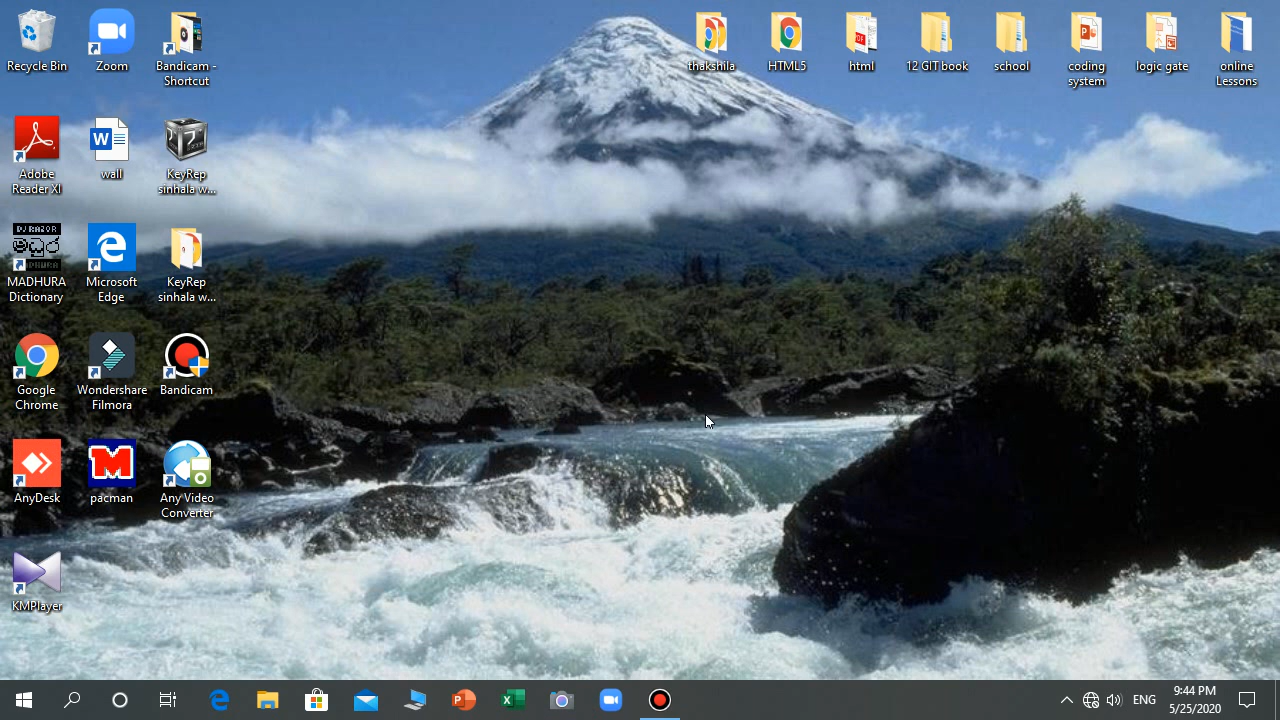 Recycle Bin
Zoom
Bandicam -
Shortcut
thakshila
HTML5
html
12 GIT book
school
coding
system
logic gate
online
Lessons
Adobe
Reader XI
wall
KeyRep
sinhala w...
MADHURA
Dictionary
Microsoft
Edge
KeyRep
sinhala w...
Google
Chrome
Wondershare
Filmora
Bandicam
AnyDesk
pacman
Any Video
Converter
KMPlayer
ENG
9:44 PM
5/25/2020